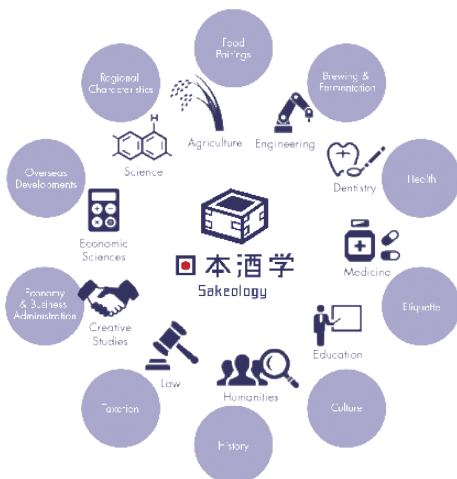 Food
Pairings
Regional
Characteristics
Brewing &
Fermentation
H
Agriculture
Engineering
Science
Dentistry
Overseas
Developments
Health
Economic
Sciences
日本酒学
Sakeology
Medicine
Economy
& Business
Administration
Etiquette
Creative
Studies
Education
Law
Humanities
Taxation
Culture
History